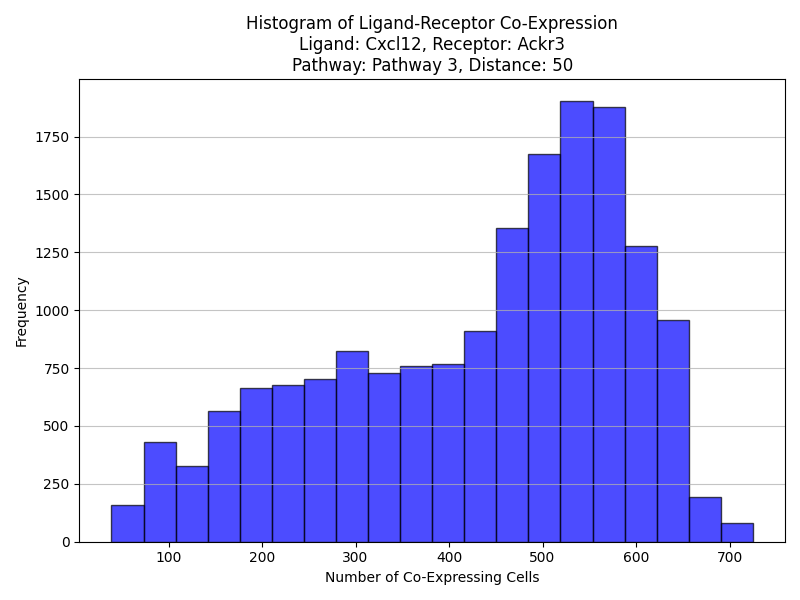 Histogram of Ligand-Receptor Co-Expression
Ligand: Cxcl12, Receptor: Ackr3
Pathway: Pathway 3, Distance: 50
1750
1500
1250
1000
750
500
250
0
Frequency
100 200 300 400 500 600 700
Number of Co-Expressing Cells